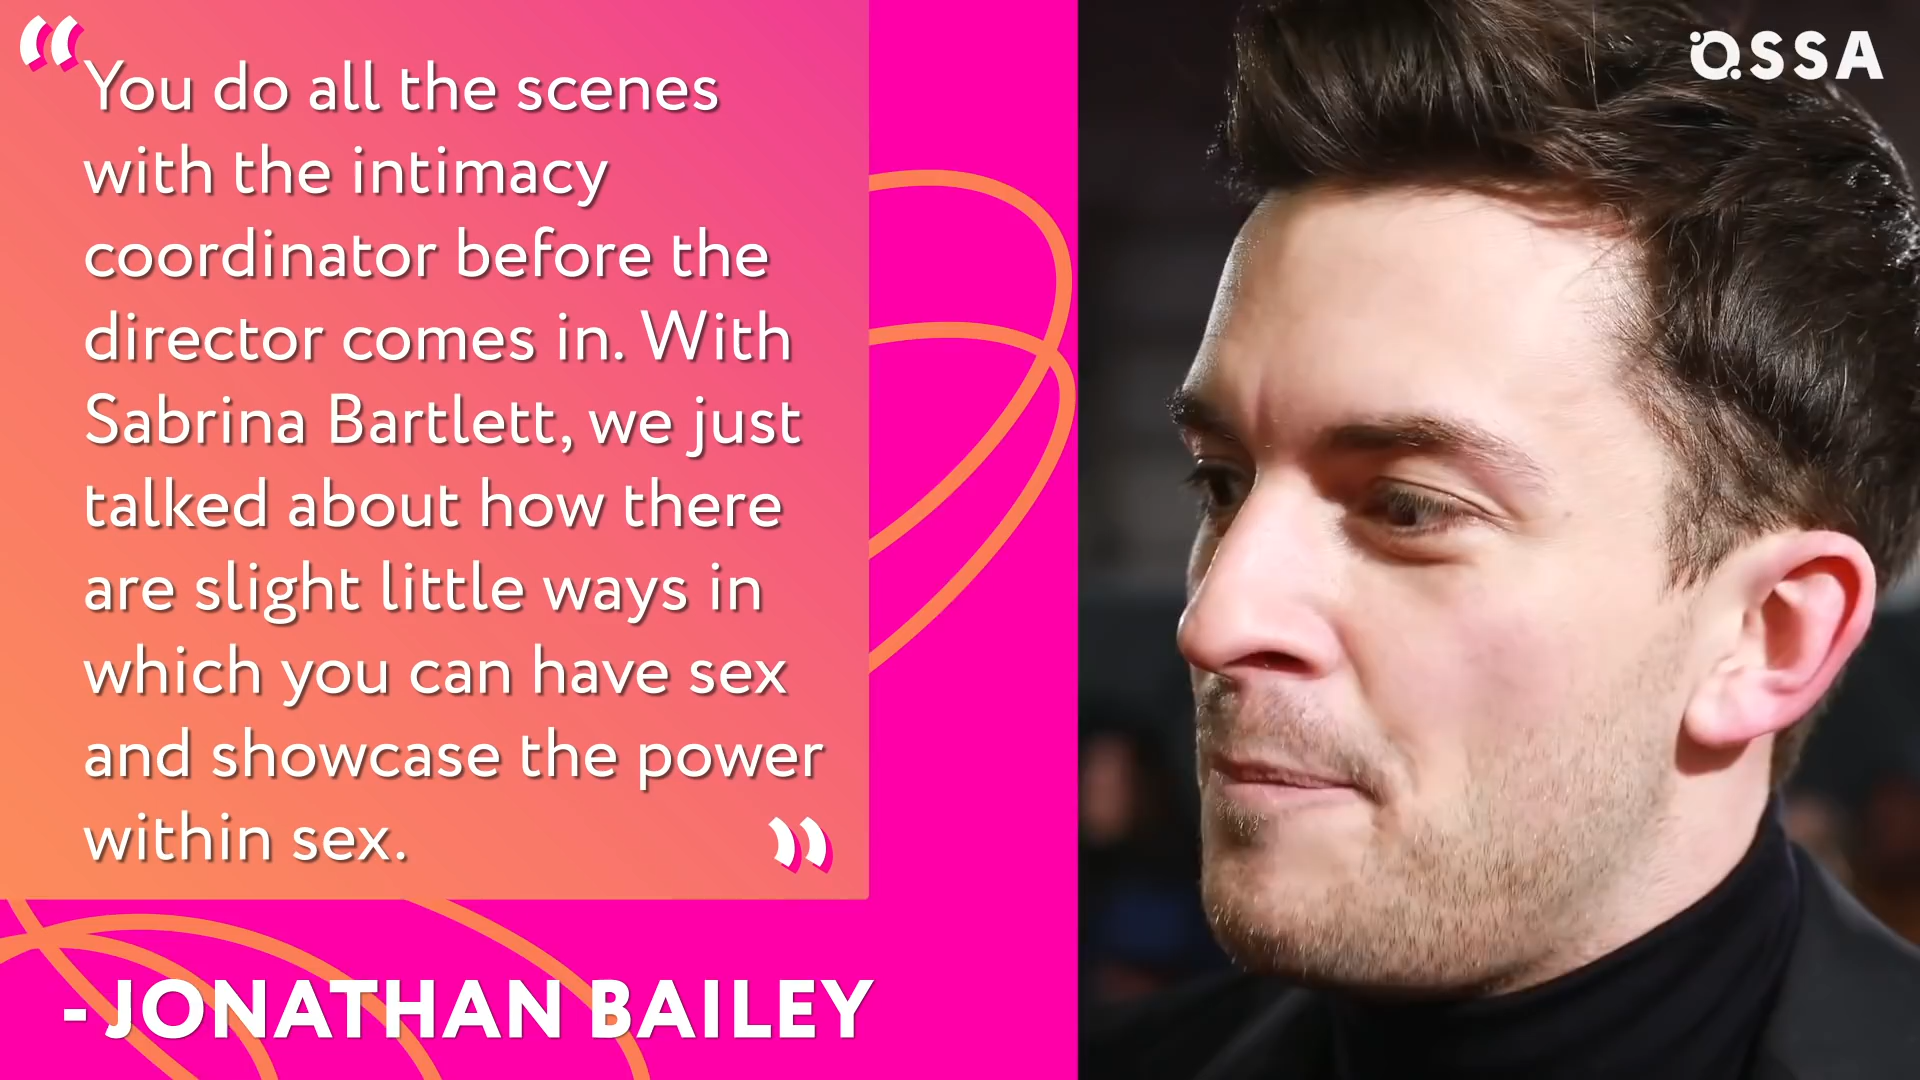 “
You do all the scenes
with the intimacy
coordinator before the
director comes in. With
Sabrina Bartlett, we just
talked about how there
are slight little ways in
which you can have sex
and showcase the power
within sex.
”
- JONATHAN BAILEY
OSSA